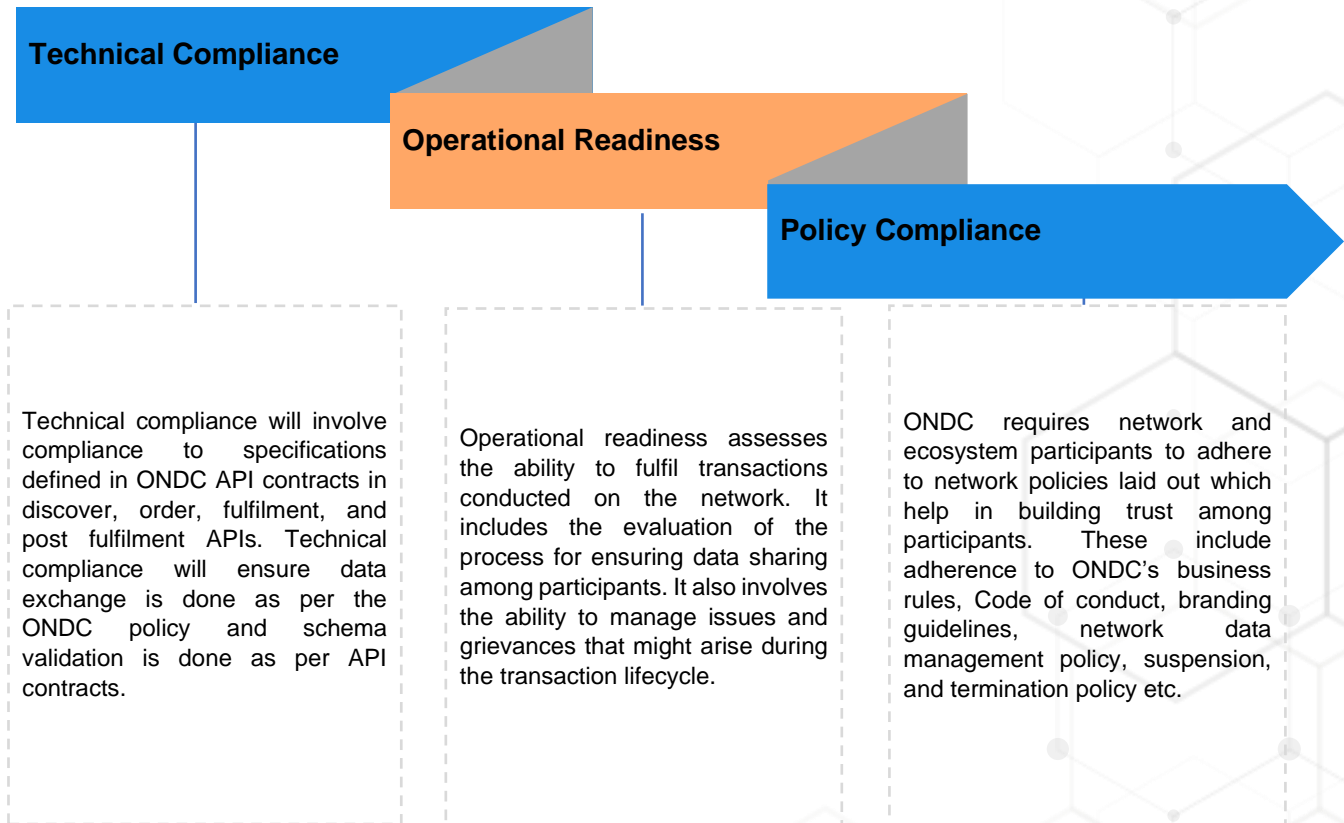 Technical Compliance
Operational Readiness
Policy Compliance
Technical compliance will involve
compliance to specifications
defined in ONDC API contracts in
discover, order, fulfilment, and
post fulfilment APIs. Technical
compliance will ensure data
exchange is done as per the
ONDC policy and schema
validation is done as per API
contracts.
Operational readiness assesses
the ability to fulfil transactions
conducted on the network. It
includes the evaluation of the
process for ensuring data sharing
among participants. It also involves
the ability to manage issues and
grievances that might arise during
the transaction lifecycle.
ONDC requires network and
ecosystem participants to adhere
to network policies laid out which
help in building trust among
participants. These include
adherence to ONDC’s business
rules, Code of conduct, branding
guidelines, network data
management policy, suspension,
and termination policy etc.